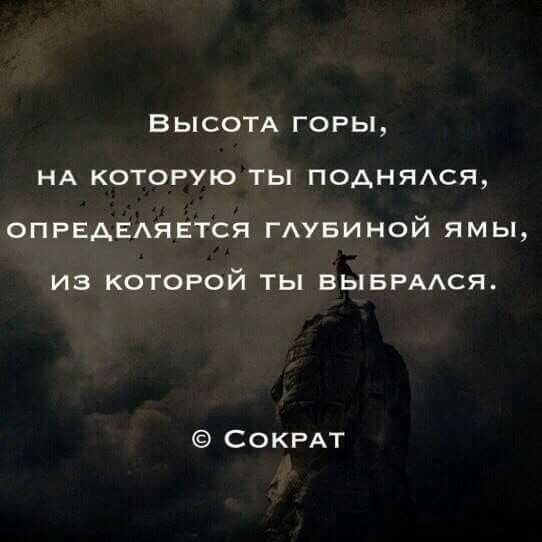 Высота горы,
на которую ты поднялся,
определяется глубиной ямы,
из которой ты выбрался.
© Сократ